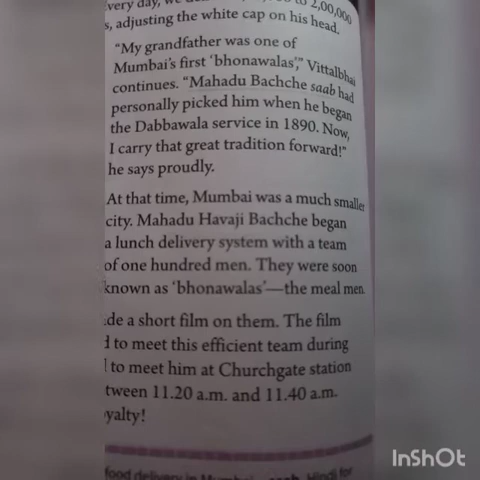 very day, we 2,00,000
s, adjusting the white cap on his head.
“My grandfather was one of
Mumbai’s first ‘bhonawalas’,” Vittalbhai
continues. “Mahadu Bachche saab had
personally picked him when he began
the Dabbawala service in 1890. Now,
I carry that great tradition forward!”
he says proudly.
At that time, Mumbai was a much smaller
city. Mahadu Havaji Bachche began
a lunch delivery system with a team
of one hundred men. They were soon
known as ‘bhonawalas’—the meal men.
de a short film on them. The film
d to meet this efficient team during
l to meet him at Churchgate station
tween 11.20 a.m. and 11.40 a.m.
yalty!
food delivery in Mumbai saab Hindi for
InShOt